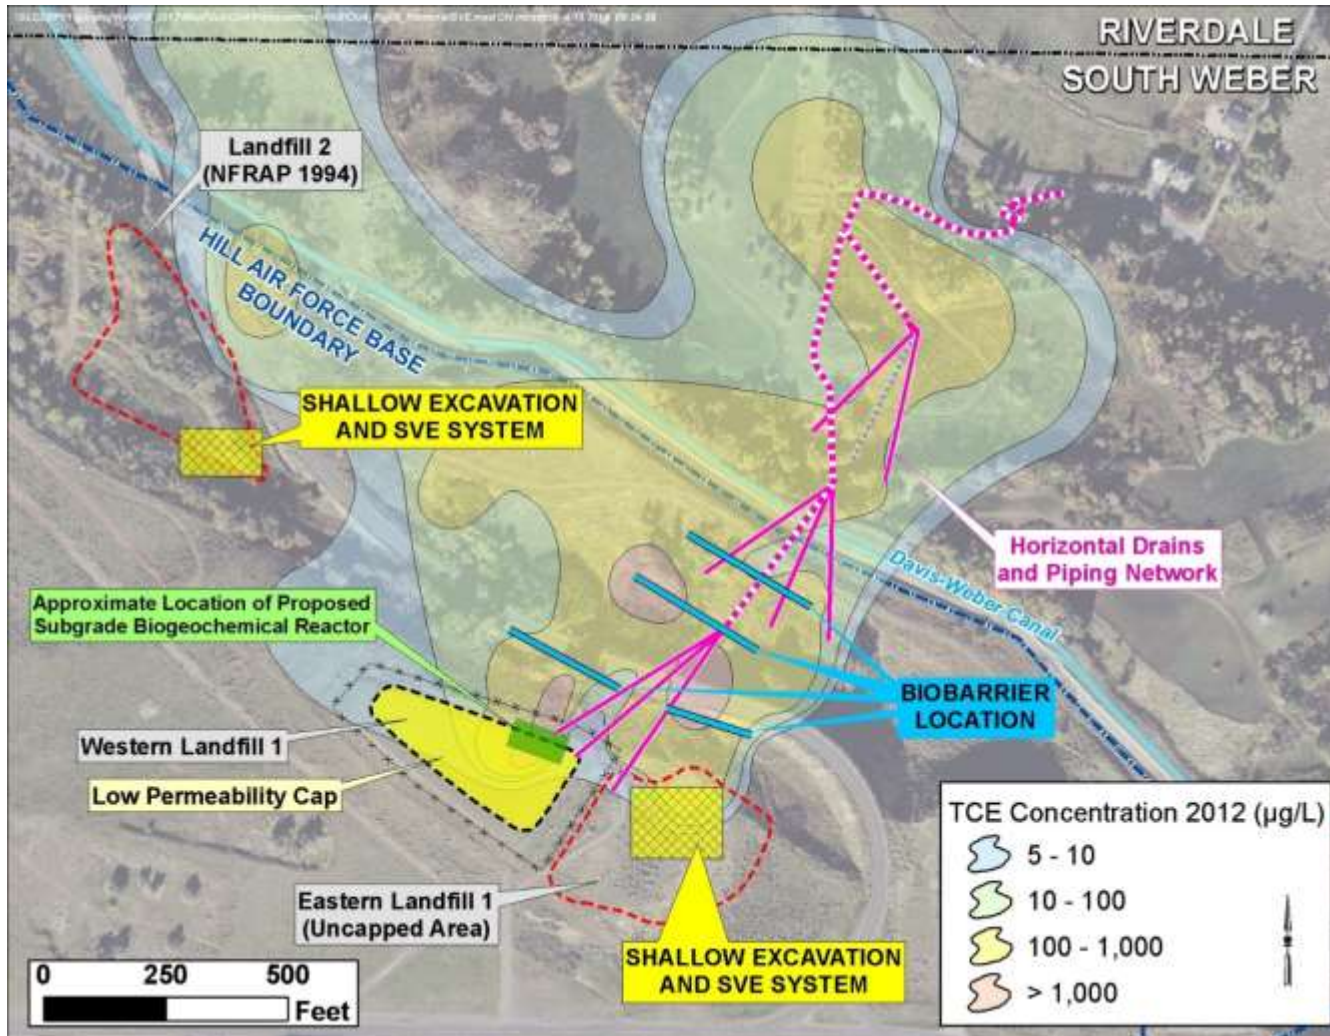 RIVERDALE
SOUTH WEBER
Landfill 2
(NFRAP 1994)
HILL AIR FORCE BASE
BOUNDARY
SHALLOW EXCAVATION
AND SVE SYSTEM
Horizontal Drains
and Piping Network
Davis-Weber Canal
Approximate Location of Proposed
Subgrade Biogeochemical Reactor
BIOBARRIER
LOCATION
Western Landfill 1
Low Permeability Cap
Eastern Landfill 1
(Uncapped Area)
SHALLOW EXCAVATION
AND SVE SYSTEM
TCE Concentration 2012 (µg/L)
5 - 10
10 - 100
100 - 1,000
> 1,000
0 250 500
Feet